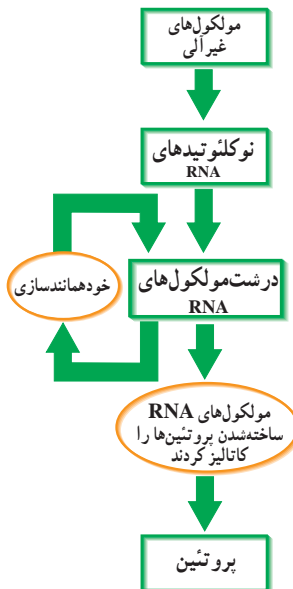 مولکول‌های
غیرآلی
نوکلئوتیدهای
RNA
درشت‌مولکول‌های
RNA
خودهمانندسازی
مولکول‌های RNA
ساخته‌شدن پروتئین‌ها را
کاتالیز کردند
پروتئین